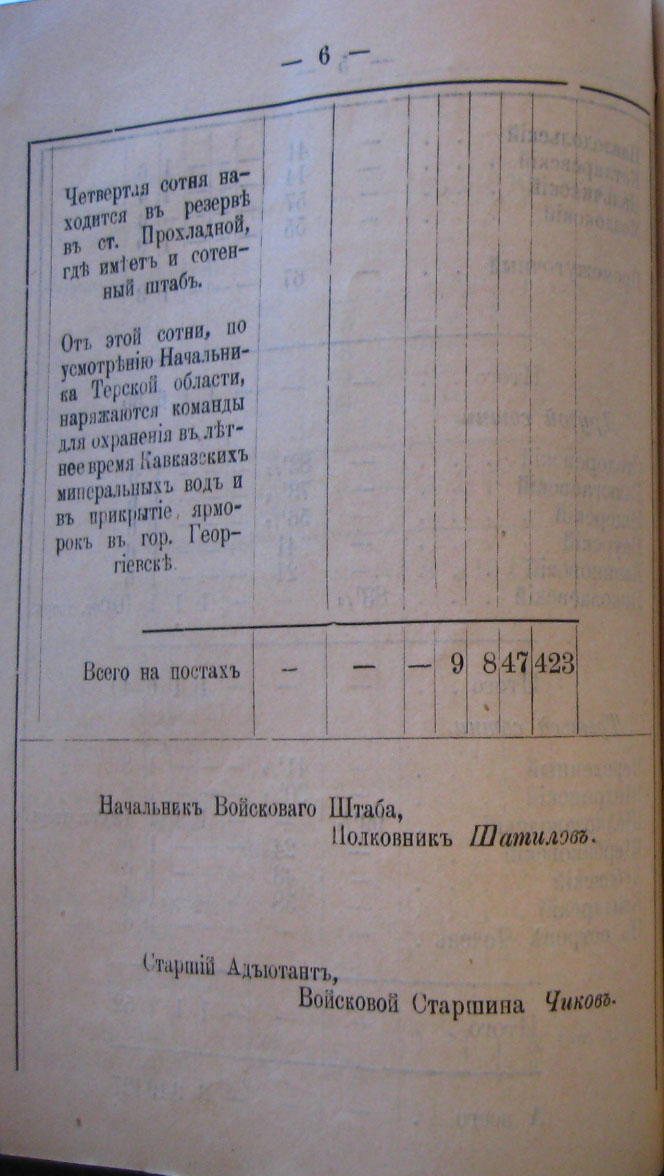 — 6 —
Четвертая сотня на-
ходится въ резервѣ
въ ст. Прохладной,
гдѣ имѣетъ и сотен-
ный штабъ.
Отъ этой сотни, по
усмотрѣнію Начальни-
ка Терской области,
наряжаются команды
для охраненія въ лѣт-
нее время Кавказскихъ
минеральныхъ водъ и
въ прикрытіе, ярмо-
рокъ въ гор. Геор-
гіевскѣ.
Всего на постахъ — — — 9 8 47 423
Начальникъ Войсковаго Штаба,
Полковникъ Шатиловъ.
Старшій Адъютантъ,
Войсковой Старшина Чиковъ.